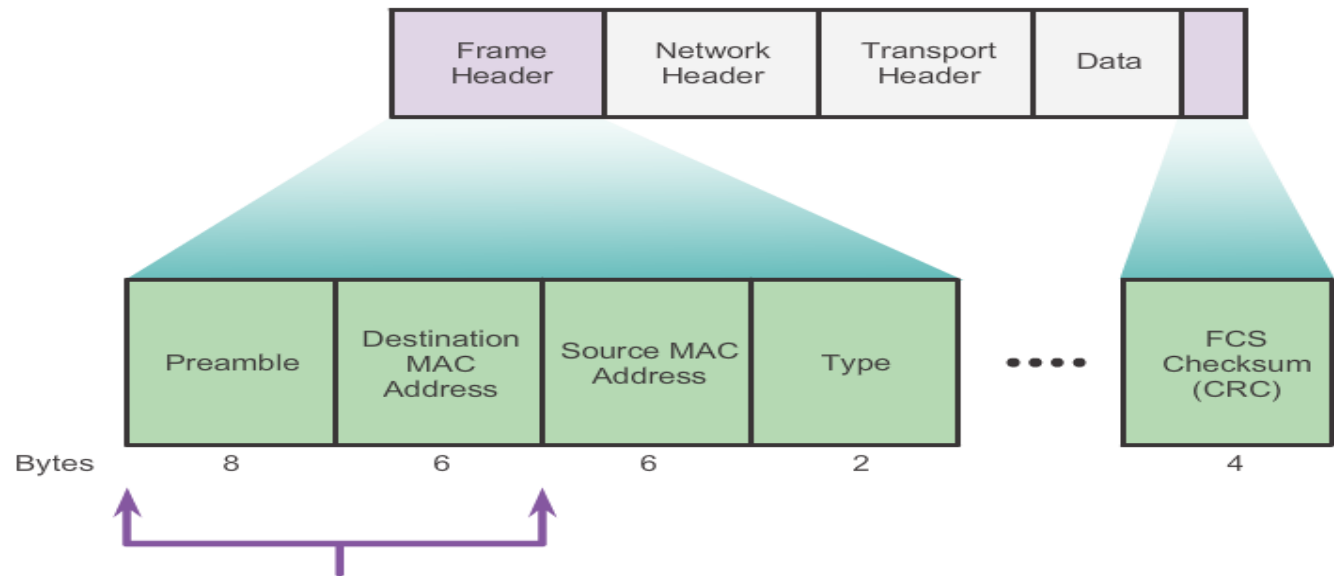 Frame
Header
Network
Header
Transport
Header
Data
Preamble
Destination
MAC
Address
Source MAC
Address
Type
FCS
Checksum
(CRC)
Bytes 8 6 6 2 4